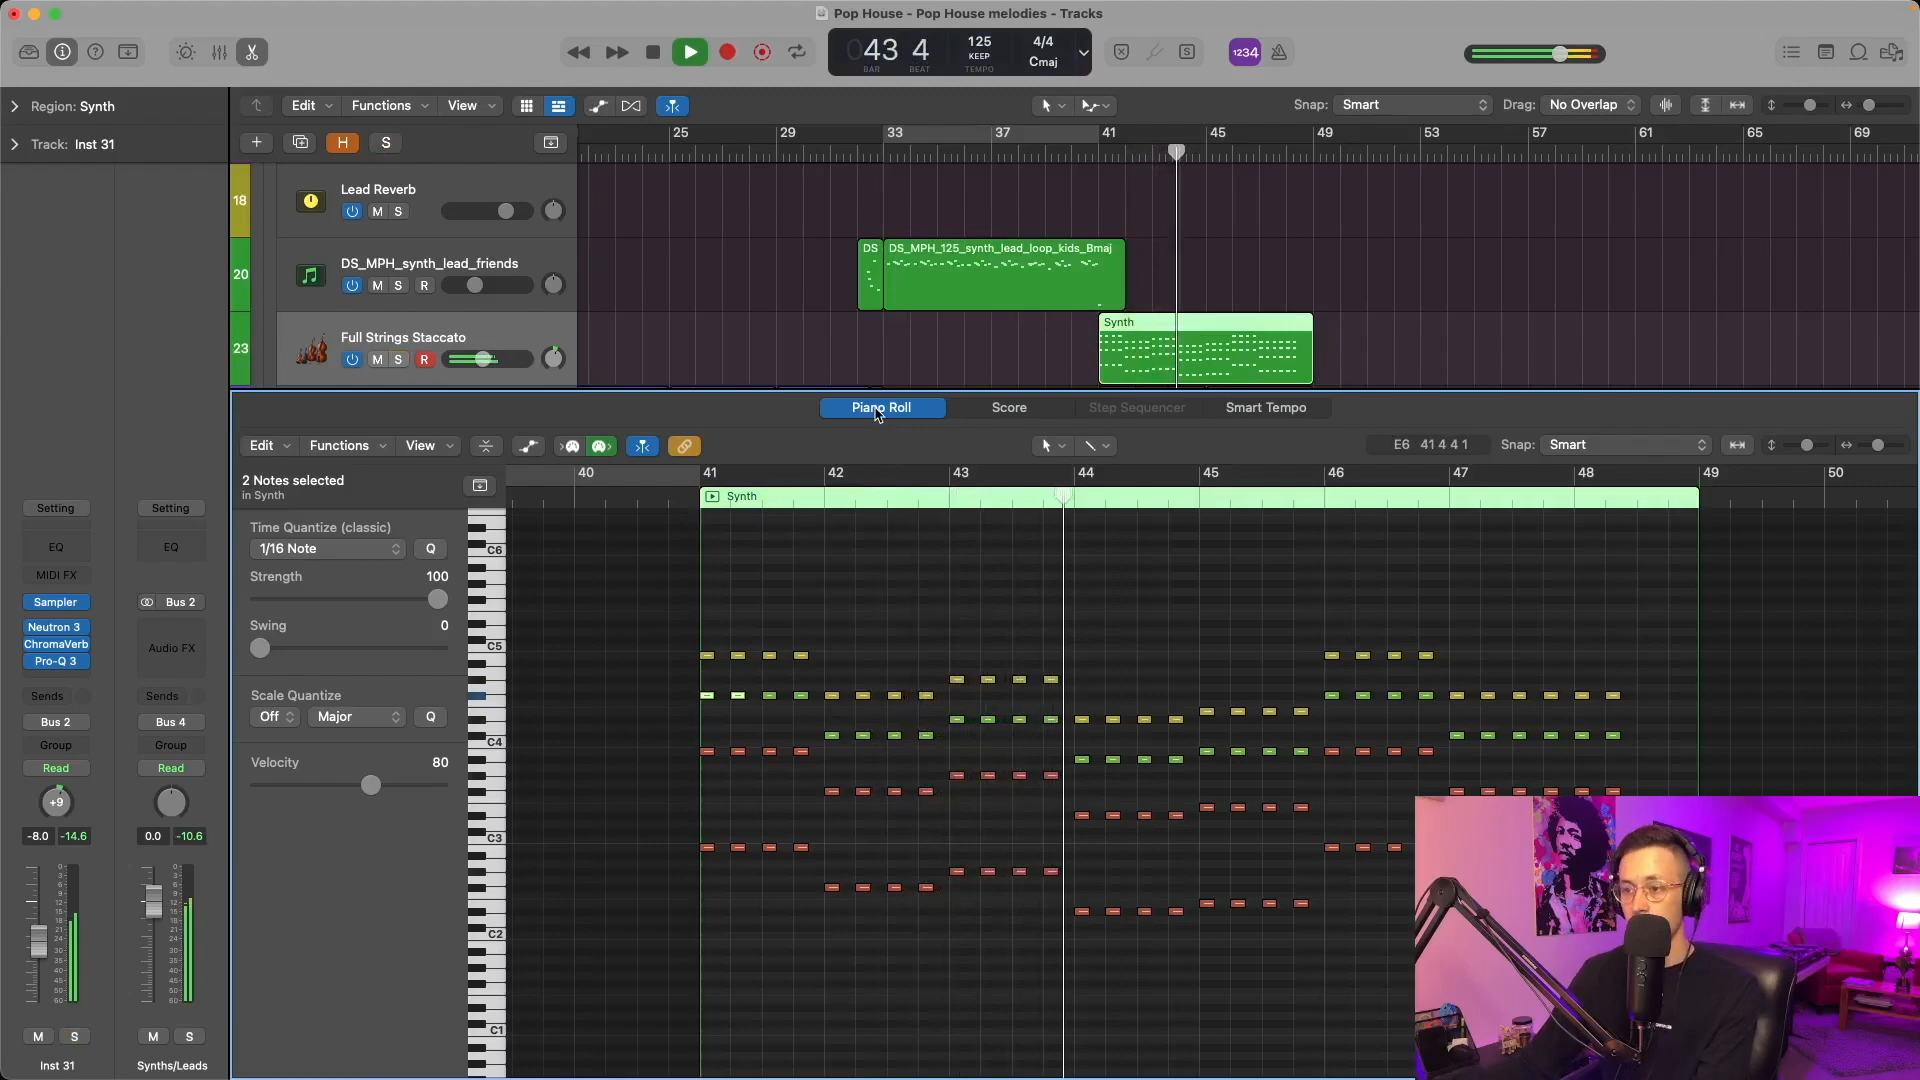 Pop House - Pop House melodies - Tracks
43 4
BAR BEAT
125
KEEP
TEMPO
4/4
Cmaj
1234
Region: Synth
Track: Inst 31
Edit Functions View
Snap: Smart
Drag: No Overlap
H S
25 29 33 37 41 45 49 53 57 61 65 69
18
Lead Reverb
M S
20
DS_MPH_synth_lead_friends
M S R
DS
DS_MPH_125_synth_lead_loop_kids_Bmaj
23
Full Strings Staccato
M S R
Synth
Piano Roll Score Step Sequencer Smart Tempo
Edit Functions View
E6 41 4 4 1
Snap: Smart
2 Notes selected
in Synth
40 41 42 43 44 45 46 47 48 49 50
Synth
Time Quantize (classic)
1/16 Note Q
Strength 100
Swing 0
Scale Quantize
Off Major Q
Velocity 80
C6
C5
C4
C3
C2
C1
Setting Setting
EQ EQ
MIDI FX
Sampler Bus 2
Neutron 3
ChromaVerb
Pro-Q 3
Audio FX
Sends Sends
Bus 2 Bus 4
Group Group
Read Read
+9
-8.0 -14.6 0.0 -10.6
M S M S
Inst 31 Synths/Leads